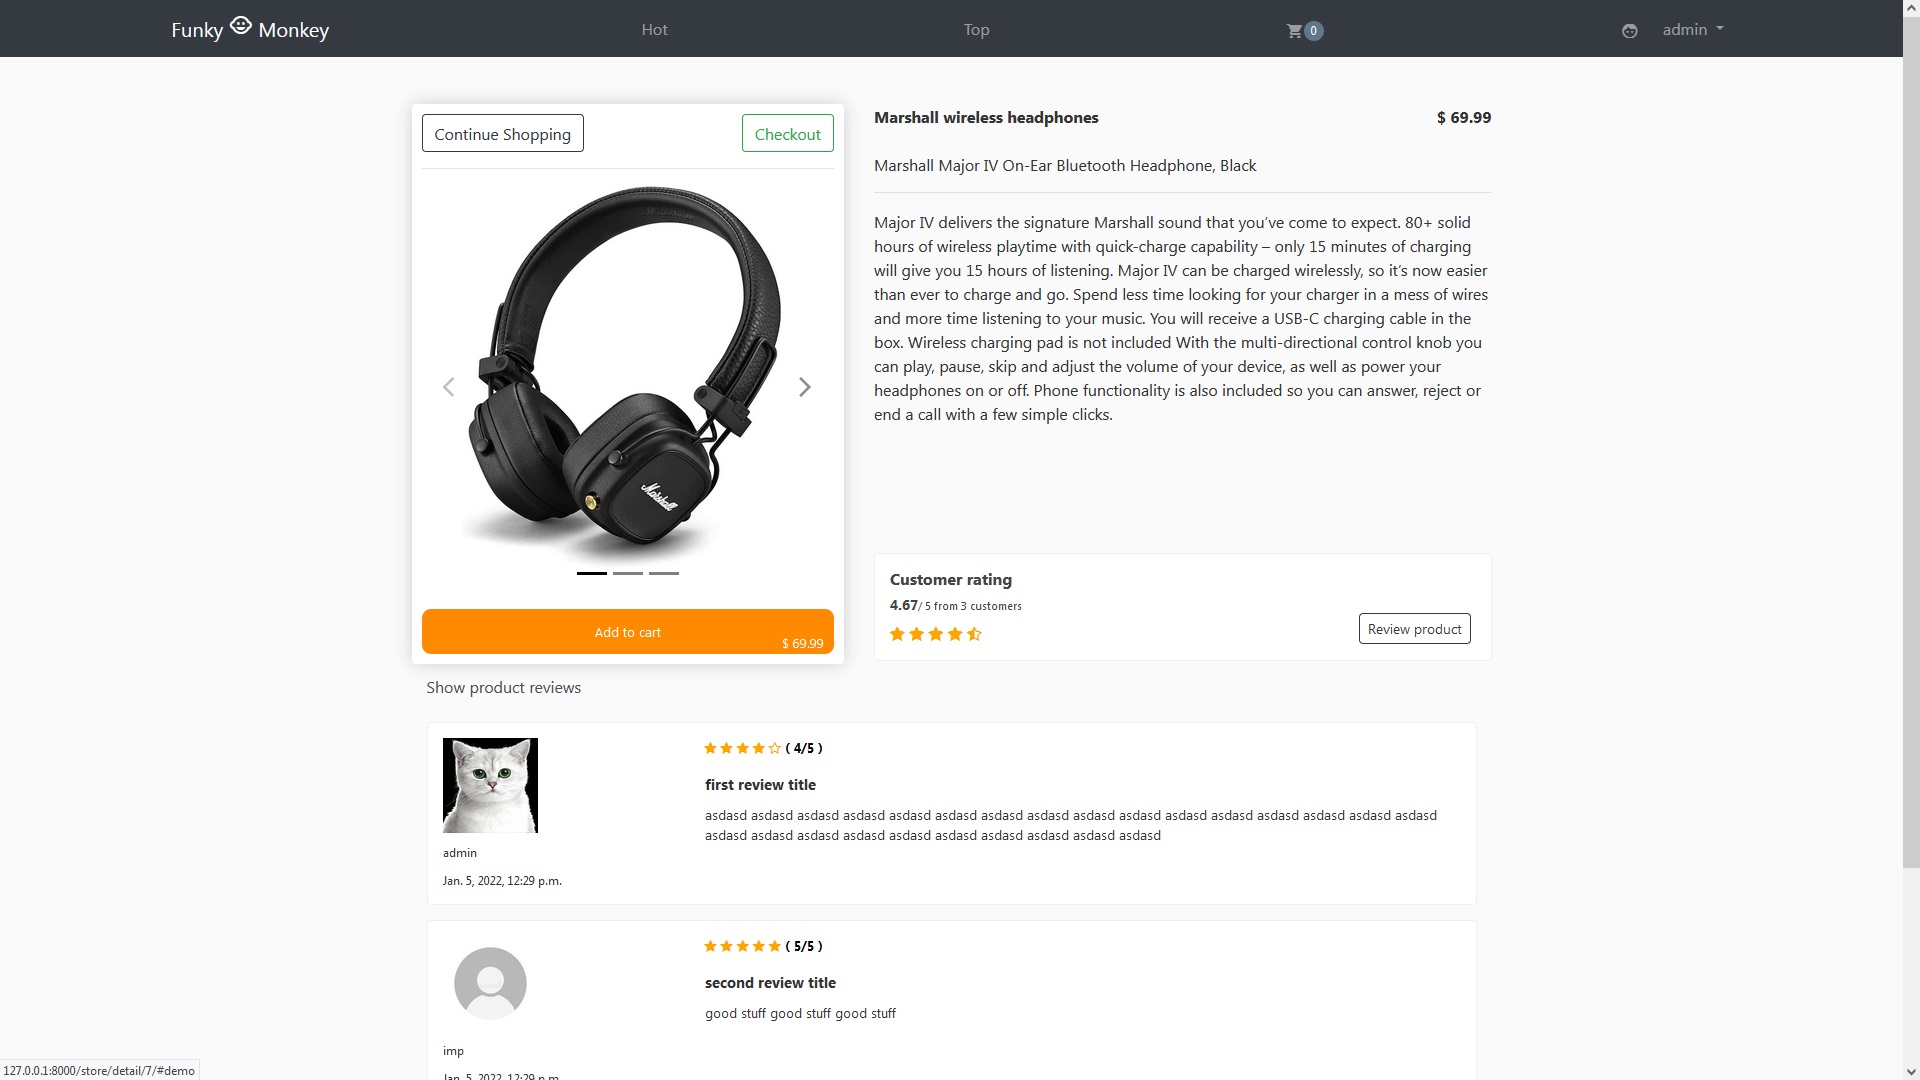 Funky Monkey
Hot
Top
0
admin
Continue Shopping
Checkout
Marshall
Add to cart
$ 69.99
Marshall wireless headphones
$ 69.99
Marshall Major IV On-Ear Bluetooth Headphone, Black
Major IV delivers the signature Marshall sound that you’ve come to expect. 80+ solid
hours of wireless playtime with quick-charge capability – only 15 minutes of charging
will give you 15 hours of listening. Major IV can be charged wirelessly, so it’s now easier
than ever to charge and go. Spend less time looking for your charger in a mess of wires
and more time listening to your music. You will receive a USB-C charging cable in the
box. Wireless charging pad is not included With the multi-directional control knob you
can play, pause, skip and adjust the volume of your device, as well as power your
headphones on or off. Phone functionality is also included so you can answer, reject or
end a call with a few simple clicks.
Customer rating
4.67/ 5 from 3 customers
Review product
Show product reviews
( 4/5 )
first review title
asdasd asdasd asdasd asdasd asdasd asdasd asdasd asdasd asdasd asdasd asdasd asdasd asdasd asdasd asdasd asdasd
asdasd asdasd asdasd asdasd asdasd asdasd asdasd asdasd asdasd asdasd
admin
Jan. 5, 2022, 12:29 p.m.
( 5/5 )
second review title
good stuff good stuff good stuff
imp
Jan. 5, 2022, 12:29 p.m.
127.0.0.1:8000/store/detail/7/#demo